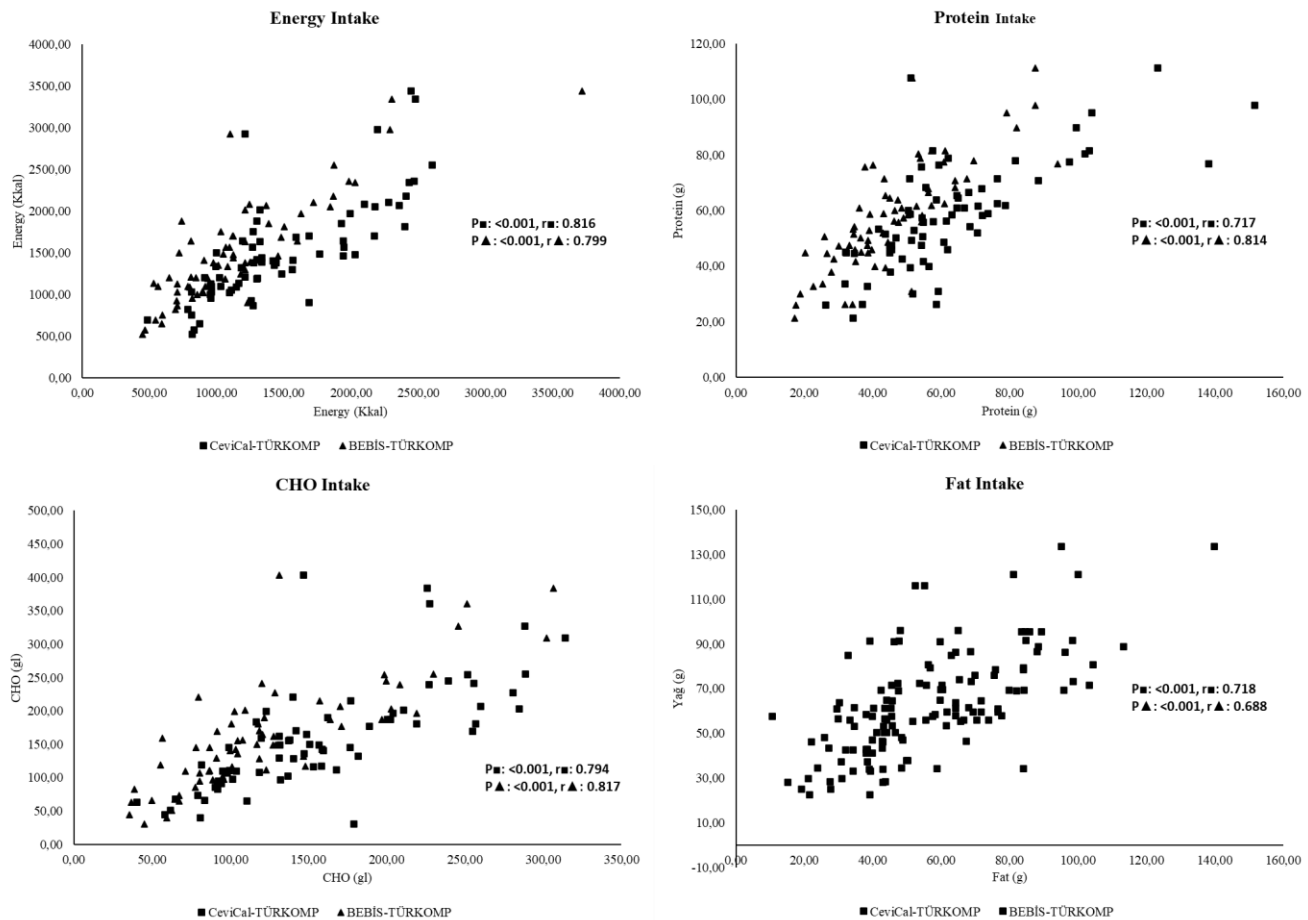 Energy Intake
4000,00
3500,00
3000,00
2500,00
2000,00
1500,00
1000,00
500,00
0,00
Energy (Kkal)
P■: <0.001, r■: 0.816
P▲: <0.001, r▲: 0.799
0,00 500,00 1000,00 1500,00 2000,00 2500,00 3000,00 3500,00 4000,00
Energy (Kkal)
■ CeviCal-TÜRKOMP ▲ BEBİS-TÜRKOMP
Protein Intake
120,00
100,00
80,00
60,00
40,00
20,00
0,00
Protein (g)
P■: <0.001, r■: 0.717
P▲: <0.001, r▲: 0.814
0,00 20,00 40,00 60,00 80,00 100,00 120,00 140,00 160,00
Protein (g)
■ CeviCal-TÜRKOMP ▲ BEBİS-TÜRKOMP
CHO Intake
500,00
450,00
400,00
350,00
300,00
250,00
200,00
150,00
100,00
50,00
0,00
CHO (gl)
P■: <0.001, r■: 0.794
P▲: <0.001, r▲: 0.817
0,00 50,00 100,00 150,00 200,00 250,00 300,00 350,00
CHO (gl)
■ CeviCal-TÜRKOMP ▲ BEBİS-TÜRKOMP
Fat Intake
150,00
130,00
110,00
90,00
70,00
50,00
30,00
10,00
-10,00
Yağ (g)
P■: <0.001, r■: 0.718
P▲: <0.001, r▲: 0.688
0,00 20,00 40,00 60,00 80,00 100,00 120,00 140,00 160,00
Fat (g)
■ CeviCal-TÜRKOMP ■ BEBİS-TÜRKOMP